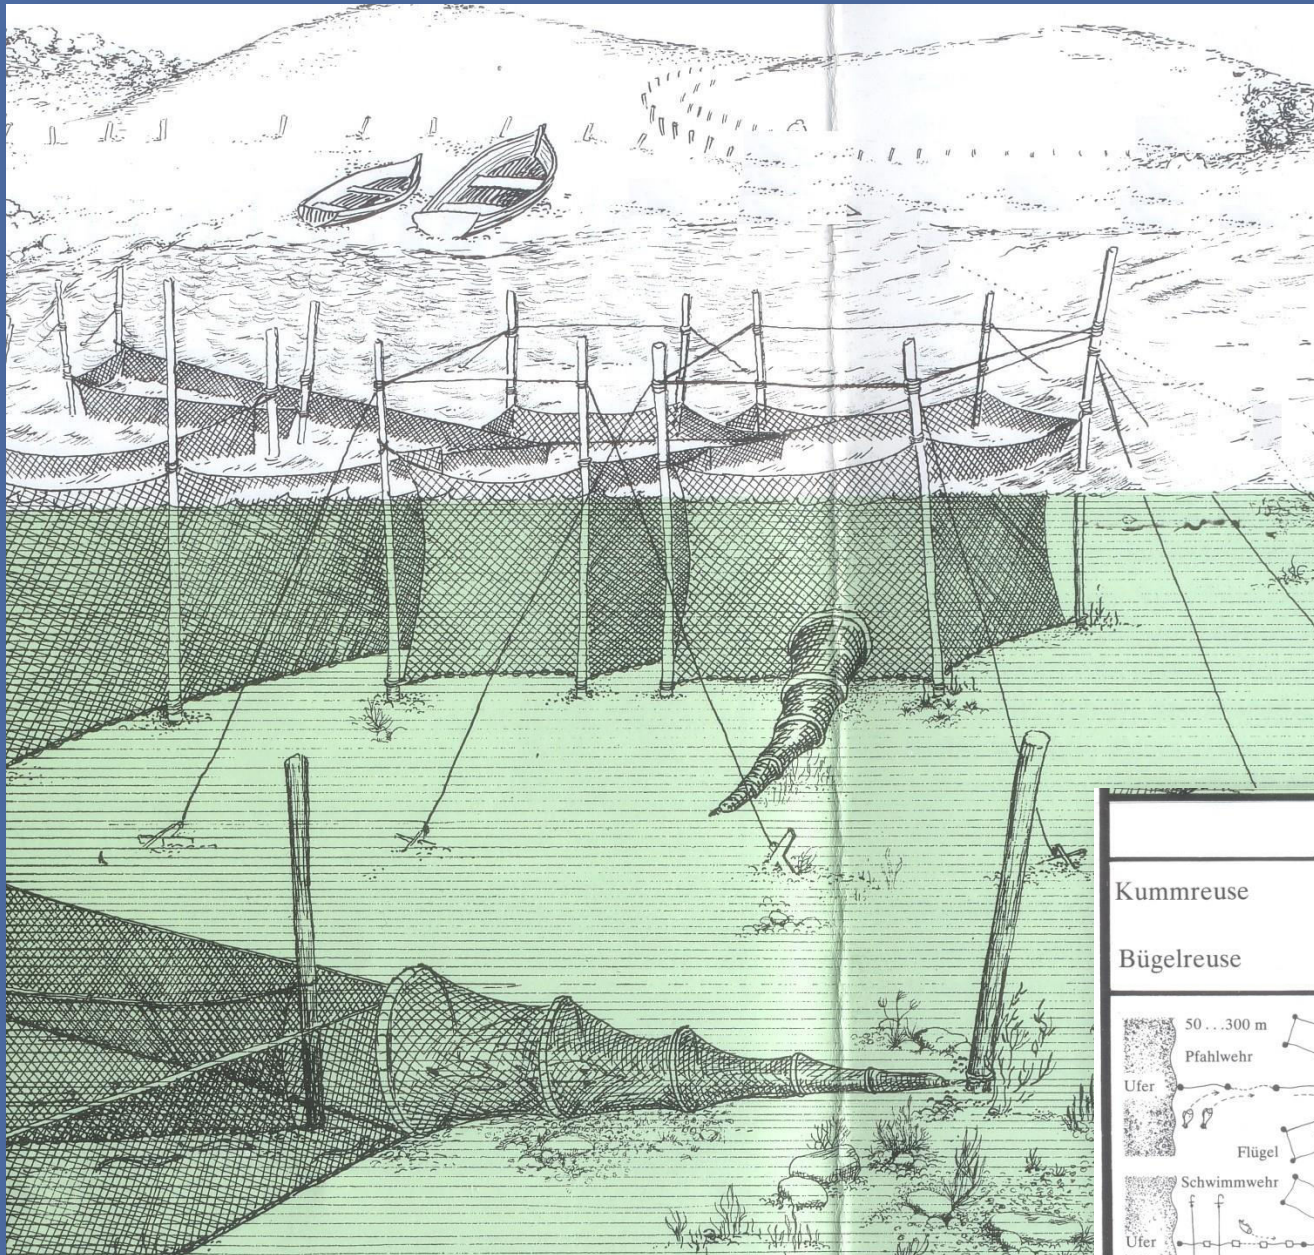 Kummreuse
Bügelreuse
50...300 m
Pfahlwehr
Ufer
Flügel
Schwimmwehr
Ufer